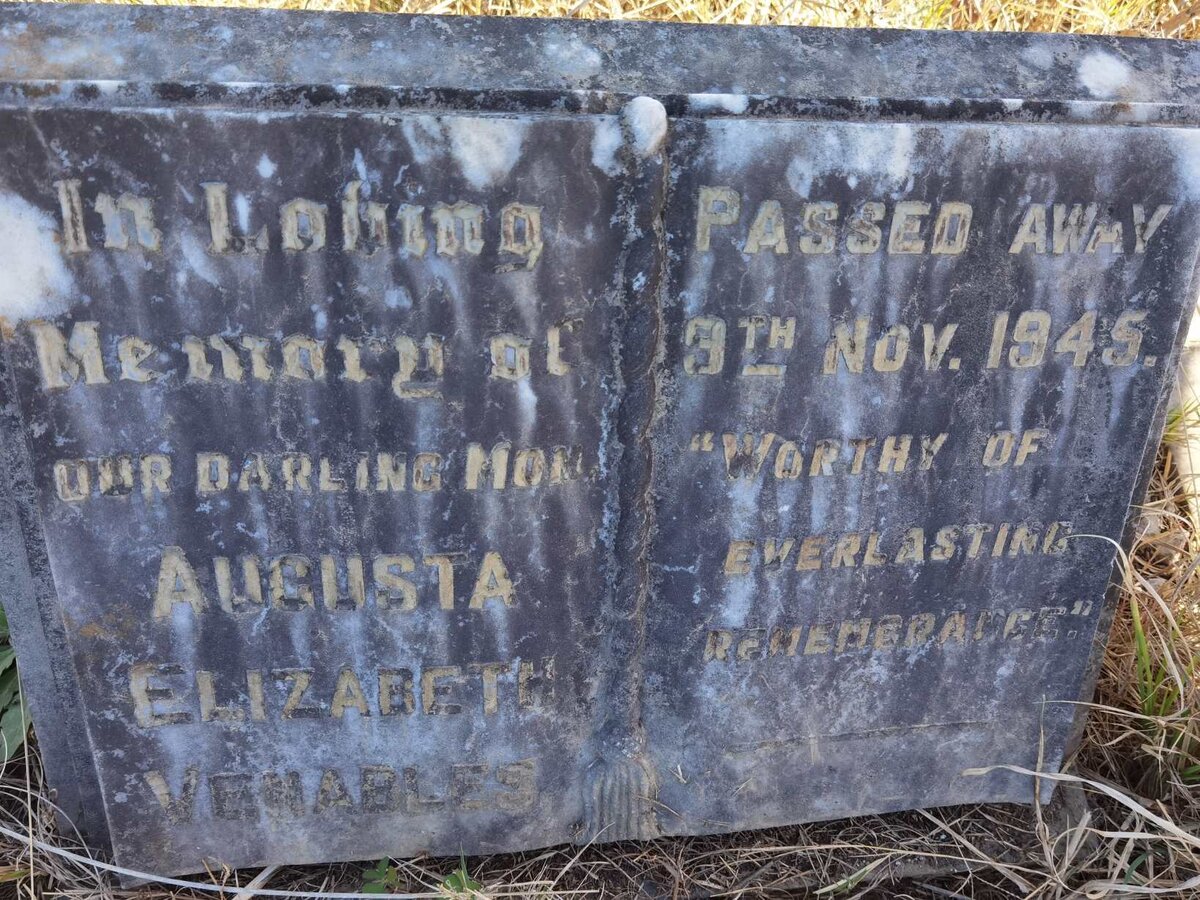 In Loving
Memory of
OUR DARLING MOM.
AUGUSTA
ELIZABETH
VENABLES
PASSED AWAY
9TH NOV. 1945.
"WORTHY OF
EVERLASTING
REMEMBRANCE."